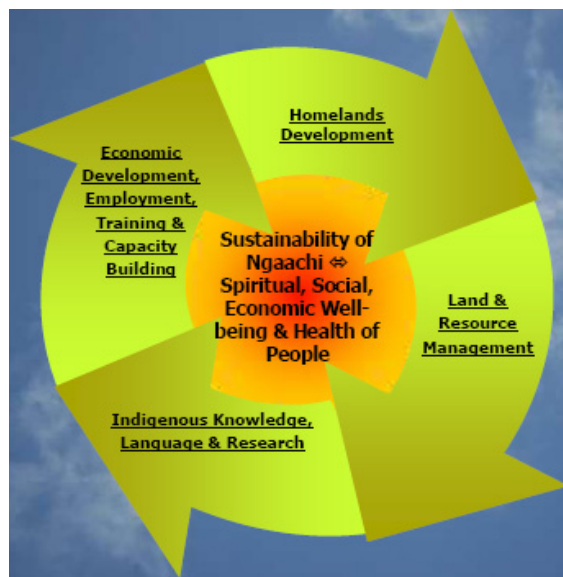 Homelands
Development
Economic
Development,
Employment,
Training &
Capacity
Building
Sustainability of
Ngaachi ⇔
Spiritual, Social,
Economic Well-
being & Health of
People
Land &
Resource
Management
Indigenous Knowledge,
Language & Research